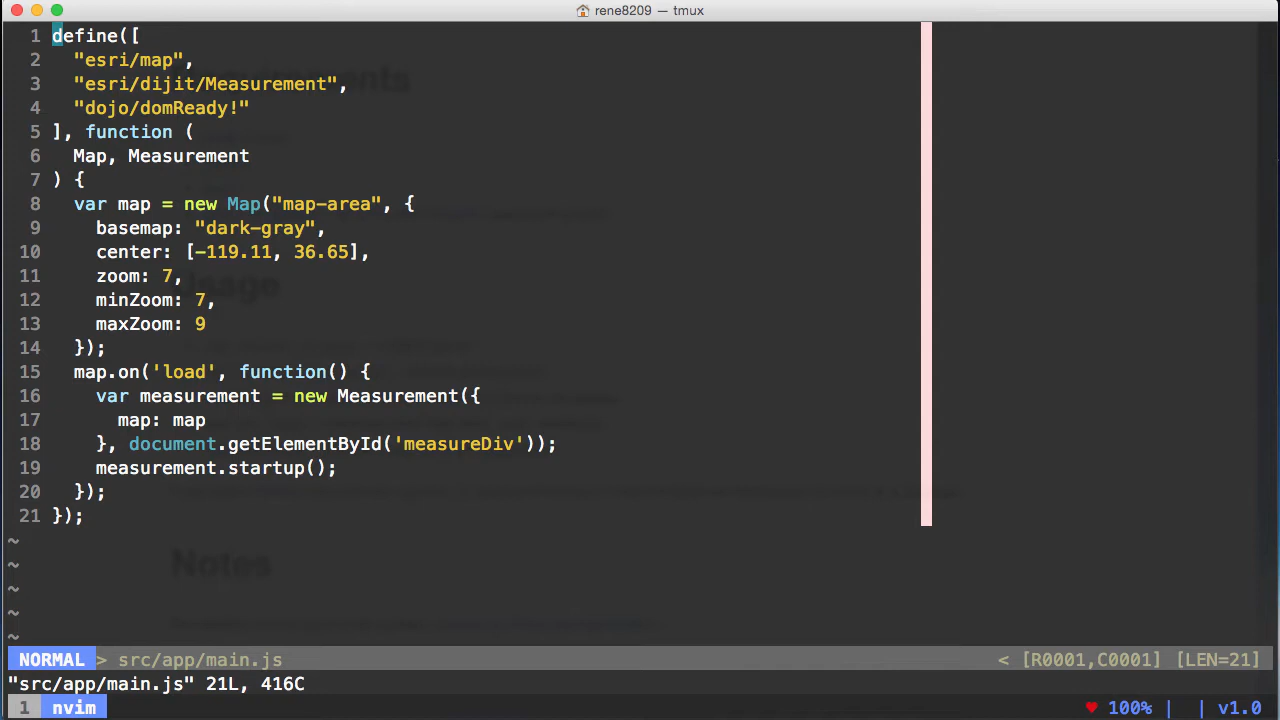 rene8209 — tmux
1 define([
2 "esri/map",
3 "esri/dijit/Measurement",
4 "dojo/domReady!"
5 ], function (
6 Map, Measurement
7 ) {
8 var map = new Map("map-area", {
9 basemap: "dark-gray",
10 center: [-119.11, 36.65],
11 zoom: 7,
12 minZoom: 7,
13 maxZoom: 9
14 });
15 map.on('load', function() {
16 var measurement = new Measurement({
17 map: map
18 }, document.getElementById('measureDiv'));
19 measurement.startup();
20 });
21 });
~
~
~
~
~
Usage
Notes
NORMAL > src/app/main.js < [R0001,C0001] [LEN=21]
"src/app/main.js" 21L, 416C
1 nvim ♥ 100% | | v1.0